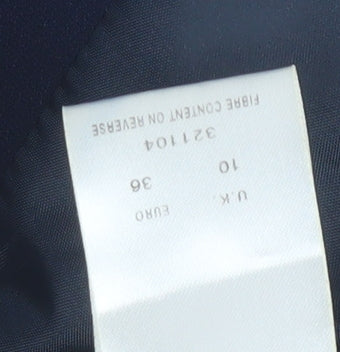 U.K. EURO
10 36
321104
FIBRE CONTENT ON REVERSE